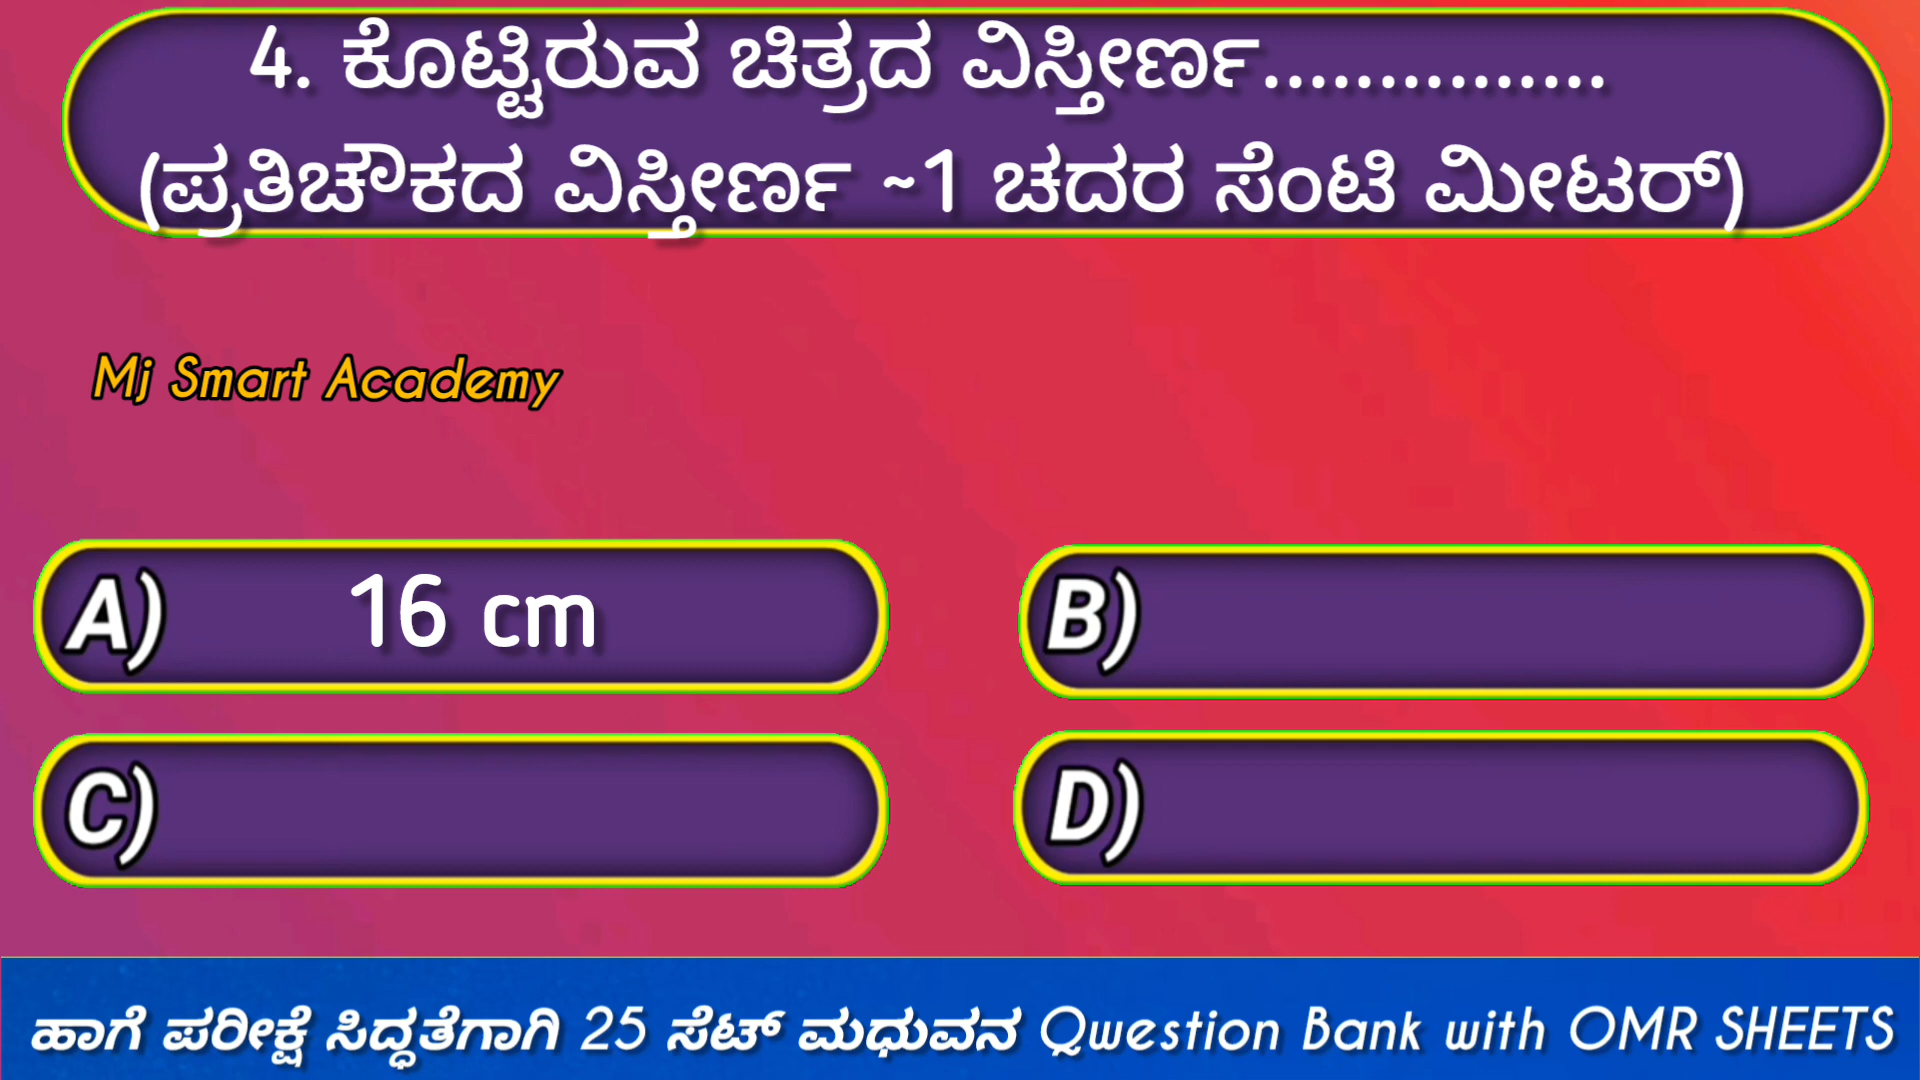 4. ಕೊಟ್ಟಿರುವ ಚಿತ್ರದ ವಿಸ್ತೀರ್ಣ...............
(ಪ್ರತಿಚೌಕದ ವಿಸ್ತೀರ್ಣ ~1 ಚದರ ಸೆಂಟಿ ಮೀಟರ್)
Mj Smart Academy
A) 16 cm
B)
C)
D)
ಹಾಗೆ ಪರೀಕ್ಷೆ ಸಿದ್ಧತೆಗಾಗಿ 25 ಸೆಟ್ ಮಧುವನ Qwestion Bank with OMR SHEETS